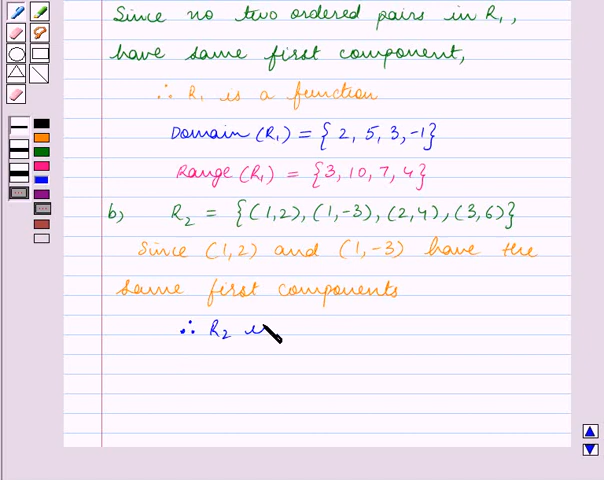 Since no two ordered pairs in R₁,
have same first component,
∴ R₁ is a function
Domain (R₁) = {2, 5, 3, -1}
Range (R₁) = {3, 10, 7, 4}
b) R₂ = {(1,2), (1,-3), (2,4), (3,6)}
Since (1,2) and (1,-3) have the
same first components
∴ R₂ is